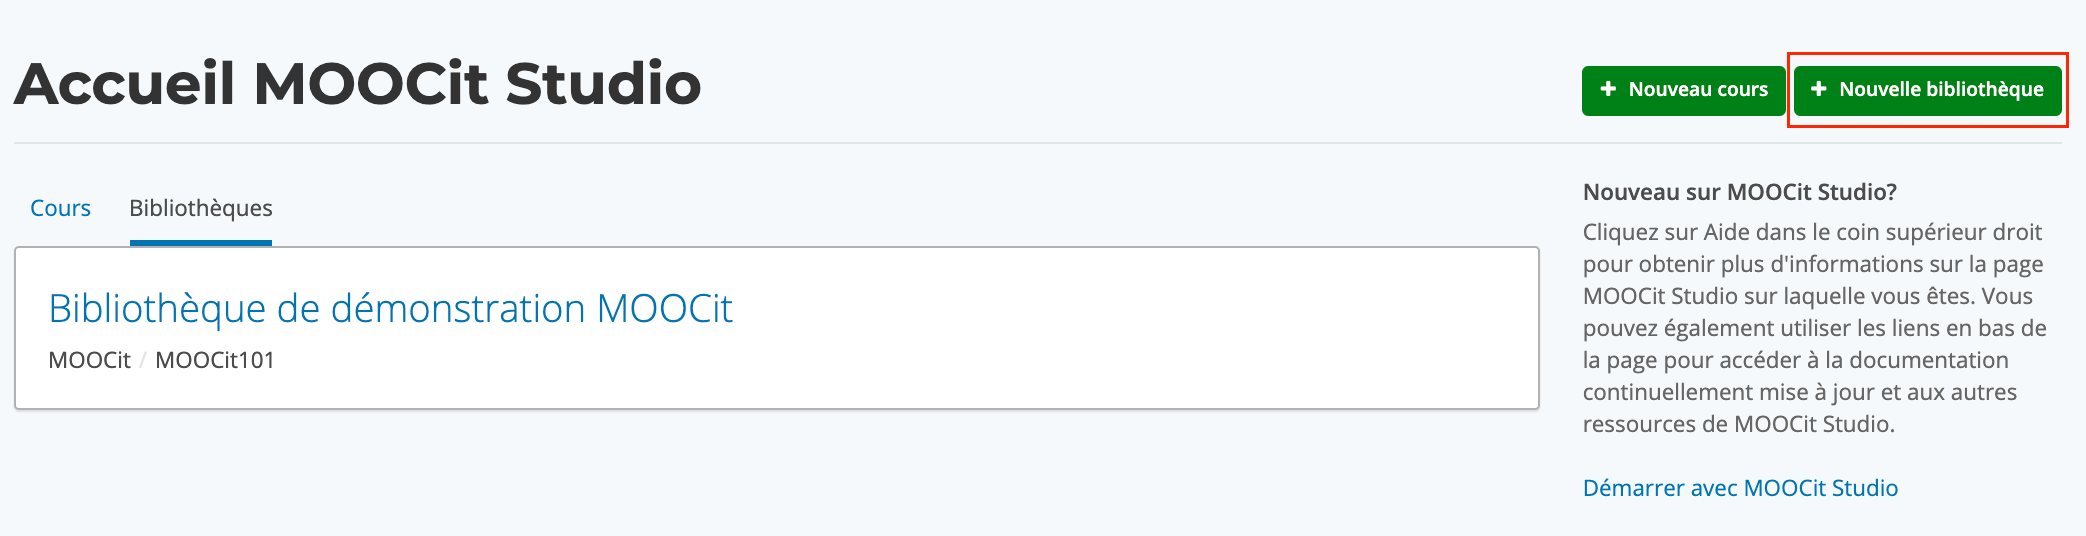 Accueil MOOCit Studio
+ Nouveau cours
+ Nouvelle bibliothèque
Cours
Bibliothèques
Bibliothèque de démonstration MOOCit
MOOCit / MOOCit101
Nouveau sur MOOCit Studio?
Cliquez sur Aide dans le coin supérieur droit
pour obtenir plus d'informations sur la page
MOOCit Studio sur laquelle vous êtes. Vous
pouvez également utiliser les liens en bas de
la page pour accéder à la documentation
continuellement mise à jour et aux autres
ressources de MOOCit Studio.
Démarrer avec MOOCit Studio